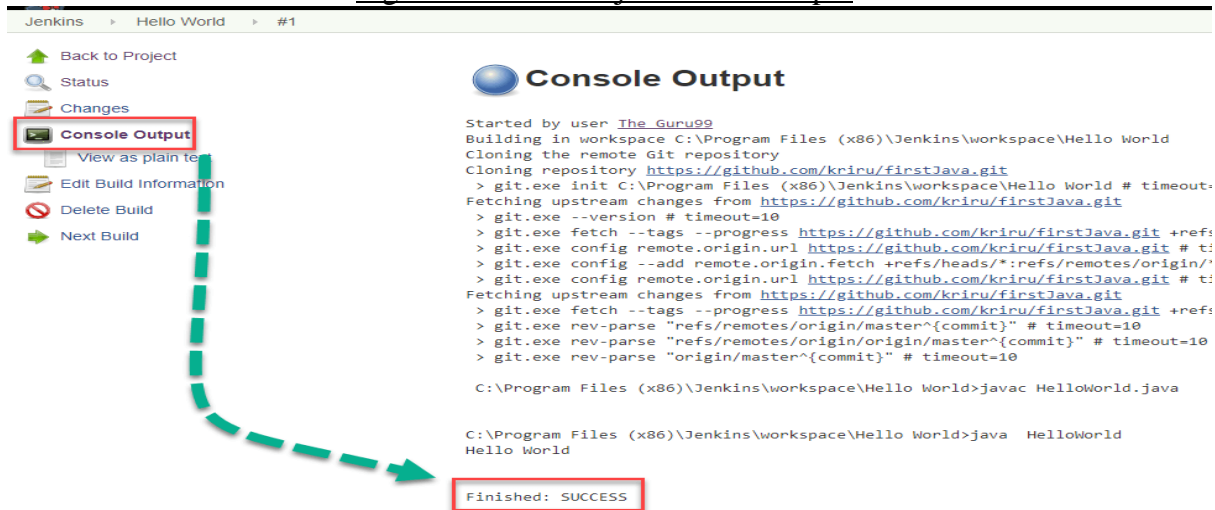 Jenkins Hello World #1
Back to Project
Status
Changes
Console Output
View as plain text
Edit Build Information
Delete Build
Next Build
Console Output
Started by user The Guru99
Building in workspace C:\Program Files (x86)\Jenkins\workspace\Hello World
Cloning the remote Git repository
Cloning repository https://github.com/kriru/firstJava.git
> git.exe init C:\Program Files (x86)\Jenkins\workspace\Hello World # timeout=
Fetching upstream changes from https://github.com/kriru/firstJava.git
> git.exe --version # timeout=10
> git.exe fetch --tags --progress https://github.com/kriru/firstJava.git +refs
> git.exe config remote.origin.url https://github.com/kriru/firstJava.git # ti
> git.exe config --add remote.origin.fetch +refs/heads/*:refs/remotes/origin/*
> git.exe config remote.origin.url https://github.com/kriru/firstJava.git # ti
Fetching upstream changes from https://github.com/kriru/firstJava.git
> git.exe fetch --tags --progress https://github.com/kriru/firstJava.git +refs
> git.exe rev-parse "refs/remotes/origin/master^{commit}" # timeout=10
> git.exe rev-parse "refs/remotes/origin/origin/master^{commit}" # timeout=10
> git.exe rev-parse "origin/master^{commit}" # timeout=10
C:\Program Files (x86)\Jenkins\workspace\Hello World>javac HelloWorld.java
C:\Program Files (x86)\Jenkins\workspace\Hello World>java  HelloWorld
Hello World
Finished: SUCCESS